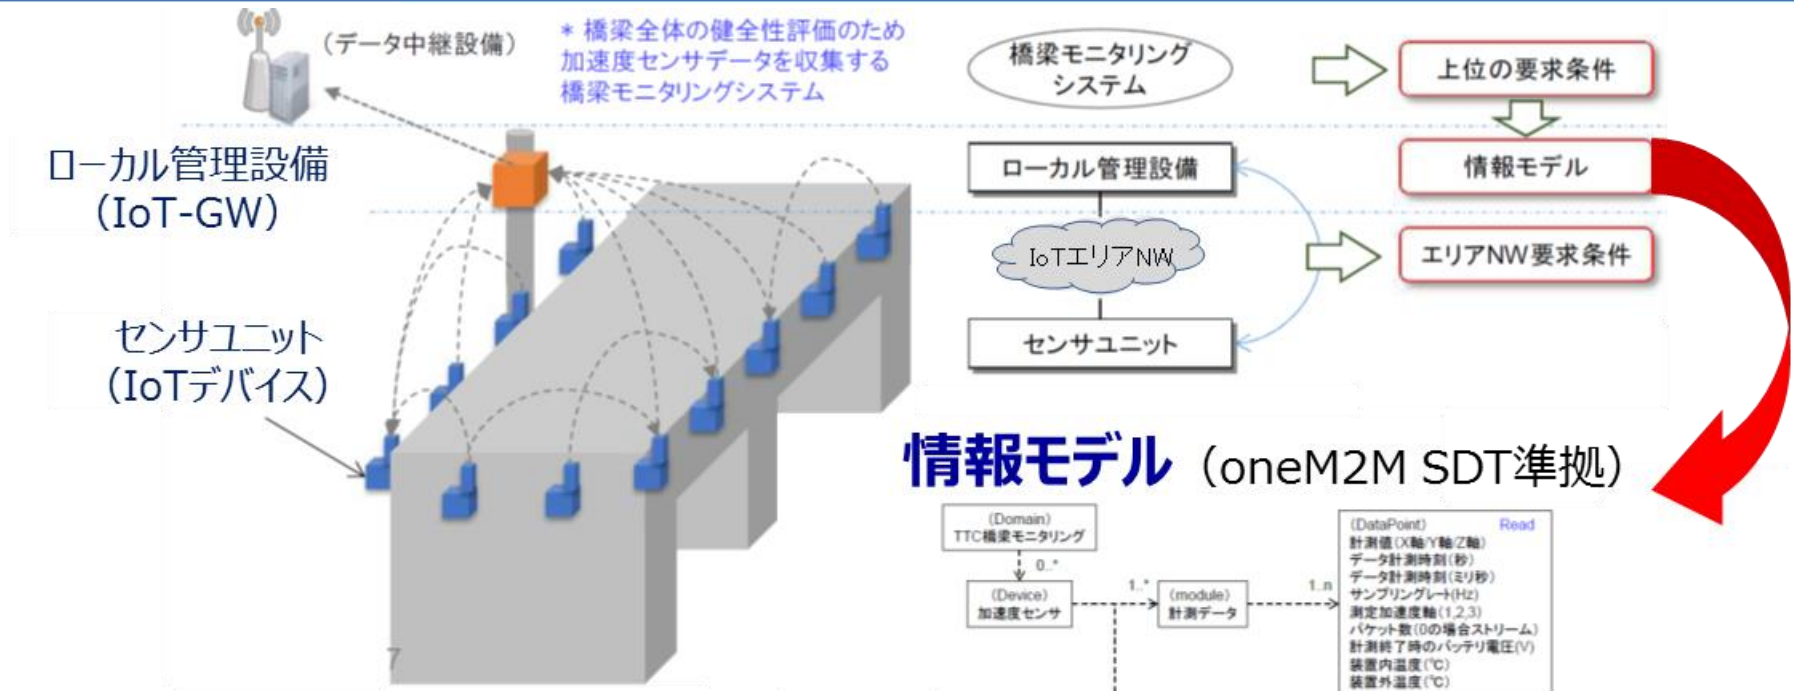 (データ中継設備)
* 橋梁全体の健全性評価のため
加速度センサデータを収集する
橋梁モニタリングシステム
ローカル管理設備
(IoT-GW)
センサユニット
(IoTデバイス)
7
橋梁モニタリング
システム
上位の要求条件
ローカル管理設備
情報モデル
IoTエリアNW
エリアNW要求条件
センサユニット
情報モデル (oneM2M SDT準拠)
(Domain)
TTC橋梁モニタリング
0..*
(Device)
加速度センサ
1..*
(module)
計測データ
1..n
(DataPoint) Read
計測値(X軸/Y軸/Z軸)
データ計測時刻(秒)
データ計測時刻(ミリ秒)
サンプリングレート(Hz)
測定加速度軸(1,2,3)
パケット数(0の場合ストリーム)
計測終了時のバッテリ電圧(V)
装置内温度(℃)
装置外温度(℃)